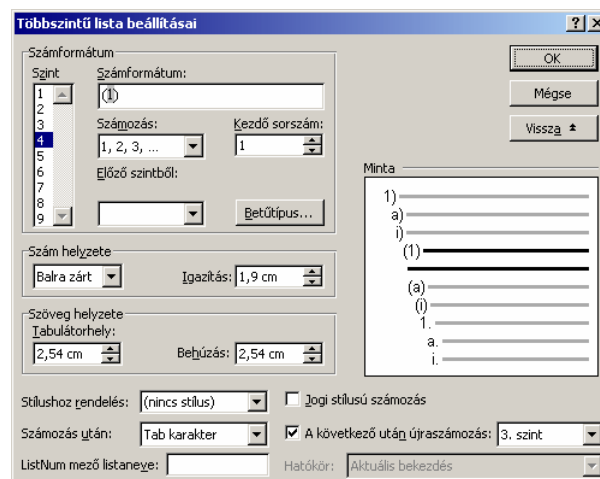 Többszintű lista beállításai
Számformátum
Szint
Számformátum:
1
2
3
4
5
6
7
8
9
(1)
Számozás:
Kezdő sorszám:
1, 2, 3, ...
1
Előző szintből:
Betűtípus...
OK
Mégse
Vissza
Minta
1)
a)
i)
(1)
(a)
(i)
1.
a.
i.
Szám helyzete
Balra zárt
Igazítás:
1,9 cm
Szöveg helyzete
Tabulátorhely:
2,54 cm
Behúzás:
2,54 cm
Stílushoz rendelés:
(nincs stílus)
Jogi stílusú számozás
Számozás után:
Tab karakter
A következő után újraszámozás:
3. szint
ListNum mező listaneve:
Hatókör:
Aktuális bekezdés